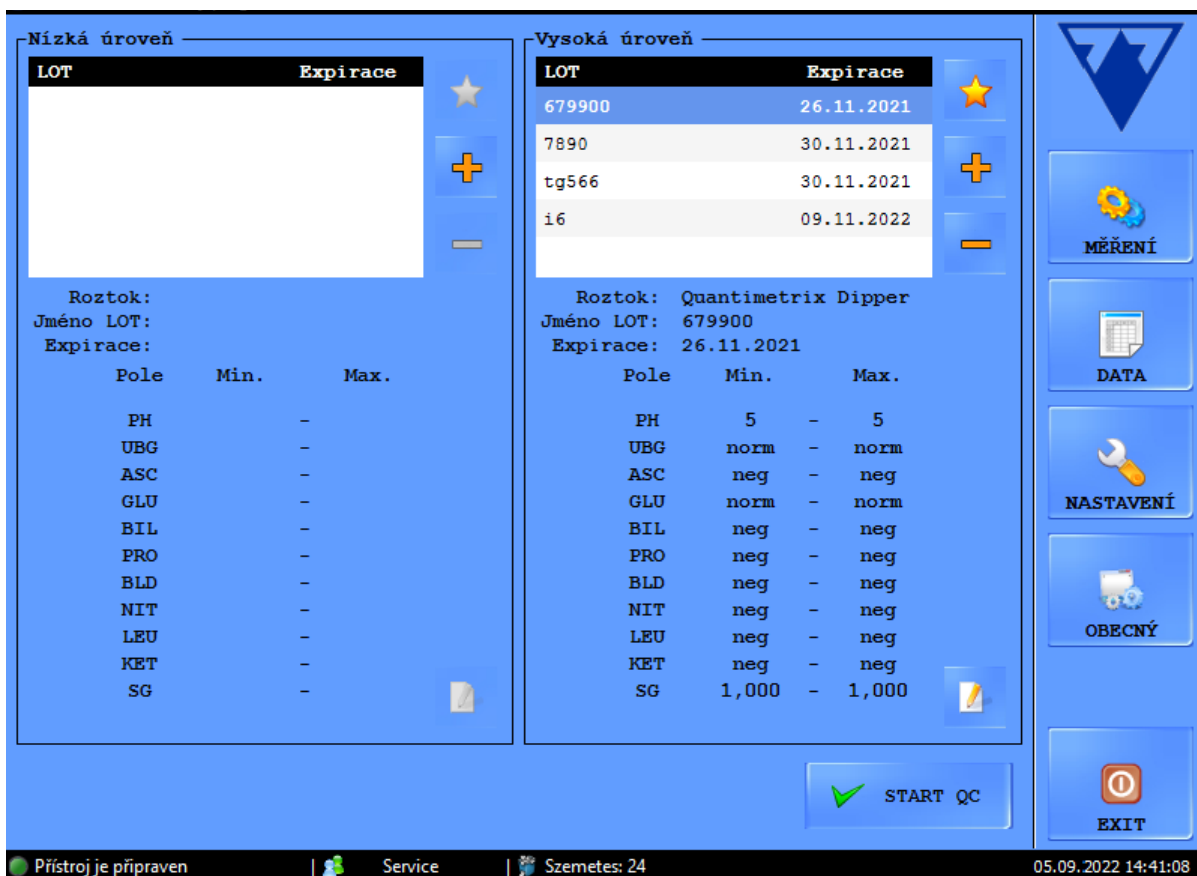 Nízká úroveň
LOT Expirace
Roztok:
Jméno LOT:
Expirace:
Pole Min. Max.
PH -
UBG -
ASC -
GLU -
BIL -
PRO -
BLD -
NIT -
LEU -
KET -
SG -
Vysoká úroveň
LOT Expirace
679900 26.11.2021
7890 30.11.2021
tg566 30.11.2021
i6 09.11.2022
Roztok: Quantimetrix Dipper
Jméno LOT: 679900
Expirace: 26.11.2021
Pole Min. Max.
PH 5 - 5
UBG norm - norm
ASC neg - neg
GLU norm - norm
BIL neg - neg
PRO neg - neg
BLD neg - neg
NIT neg - neg
LEU neg - neg
KET neg - neg
SG 1,000 - 1,000
START QC
MĚŘENÍ
DATA
NASTAVENÍ
OBECNÝ
EXIT
Přístroj je připraven | Service | Szemetes: 24 05.09.2022 14:41:08